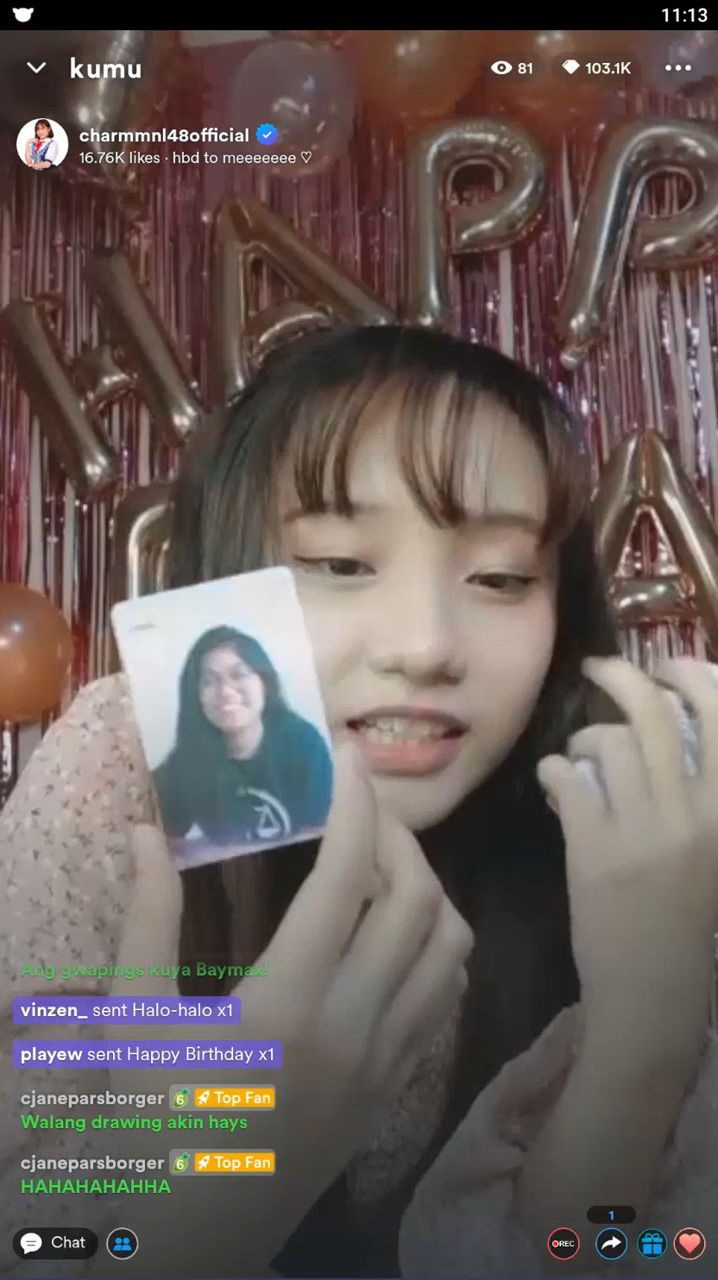 11:13
kumu
81
103.1K
charmmnl48official
16.76K likes · hbd to meeeeeee ♡
HAPP
A
Ang gwapings kuya Baymax!
vinzen_ sent Halo-halo x1
playew sent Happy Birthday x1
cjaneparsborger 6 Top Fan
Walang drawing akin hays
cjaneparsborger 6 Top Fan
HAHAHAHAHHA
1
Chat
REC